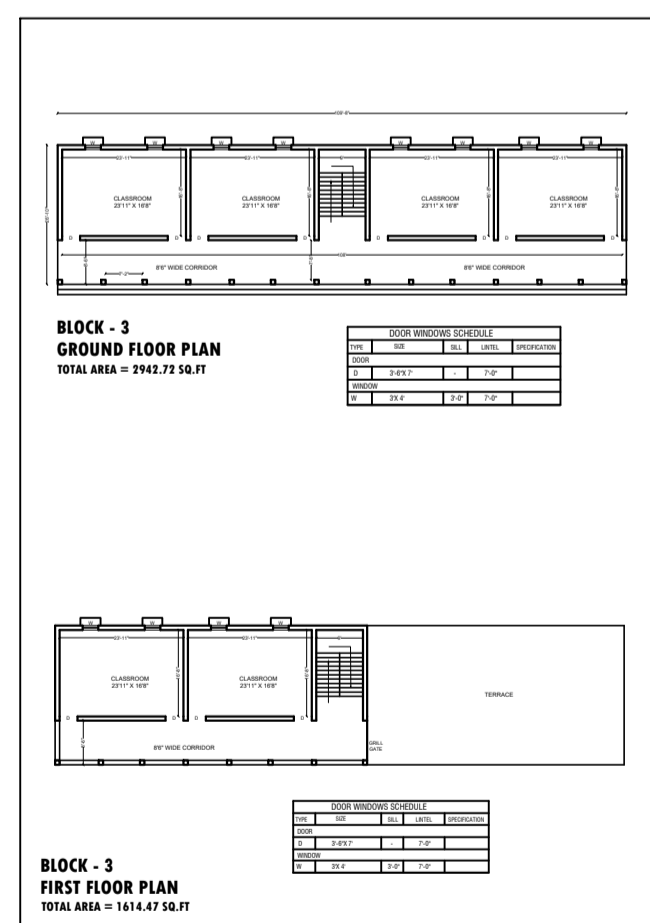 W W W W
23'-11" 23'-11" 23'-11" 23'-11"
CLASSROOM
23'11" X 16'8"
CLASSROOM
23'11" X 16'8"
CLASSROOM
23'11" X 16'8"
CLASSROOM
23'11" X 16'8"
D D D D
8'6" WIDE CORRIDOR
8'6" WIDE CORRIDOR
BLOCK - 3
GROUND FLOOR PLAN
TOTAL AREA = 2942.72 SQ.FT
DOOR WINDOWS SCHEDULE
TYPE SIZE SILL LINTEL SPECIFICATION
DOOR
D 3'-6"X 7' - 7'-0"
WINDOW
W 3'X 4' 3'-0" 7'-0"
W W W W
23'-11" 23'-11"
CLASSROOM
23'11" X 16'8"
CLASSROOM
23'11" X 16'8"
TERRACE
D D D
8'6" WIDE CORRIDOR
GRILL
GATE
DOOR WINDOWS SCHEDULE
TYPE SIZE SILL LINTEL SPECIFICATION
DOOR
D 3'-6"X 7' - 7'-0"
WINDOW
W 3'X 4' 3'-0" 7'-0"
BLOCK - 3
FIRST FLOOR PLAN
TOTAL AREA = 1614.47 SQ.FT